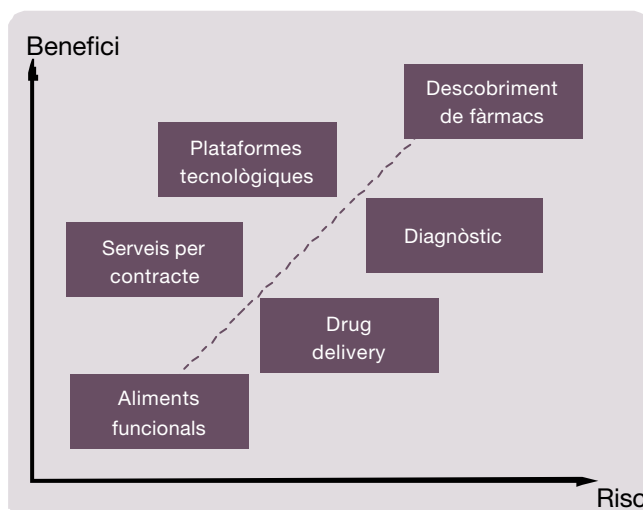 Benefici
Descobriment
de fàrmacs
Plataformes
tecnològiques
Diagnòstic
Serveis per
contracte
Drug
delivery
Aliments
funcionals
Risc